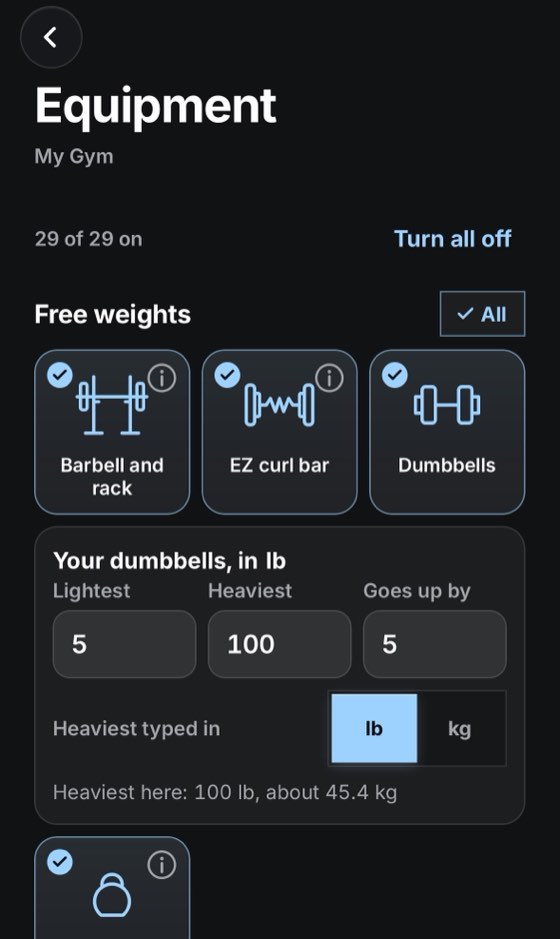 Equipment
My Gym
29 of 29 on
Turn all off
Free weights
All
Barbell and
rack
EZ curl bar
Dumbbells
Your dumbbells, in lb
Lightest
Heaviest
Goes up by
5
100
5
Heaviest typed in
lb
kg
Heaviest here: 100 lb, about 45.4 kg